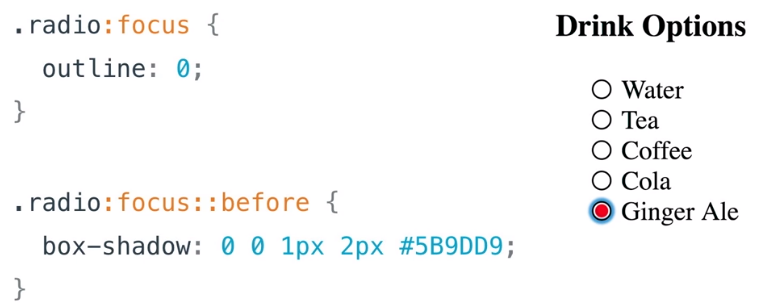 .radio:focus {
outline: 0;
}
.radio:focus::before {
box-shadow: 0 0 1px 2px #5B9DD9;
}
Drink Options
Water
Tea
Coffee
Cola
Ginger Ale